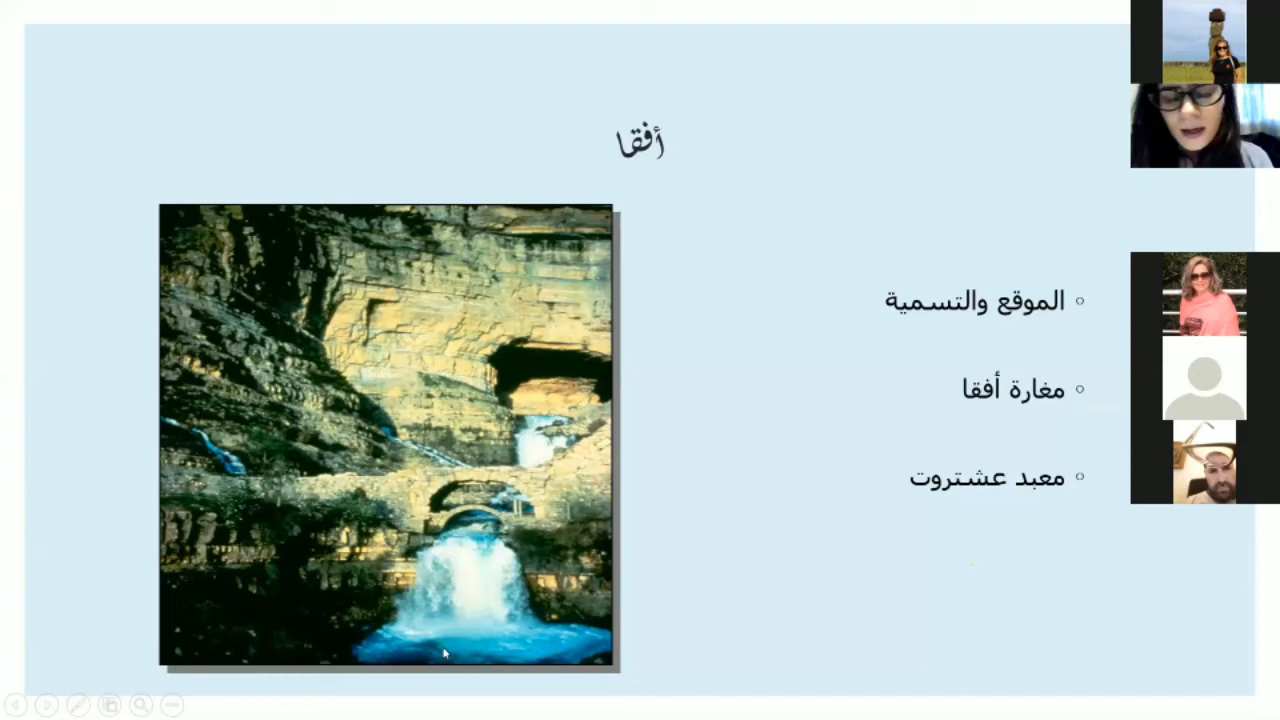 أفقا
الموقع والتسمية
مغارة أفقا
معبد عشتروت